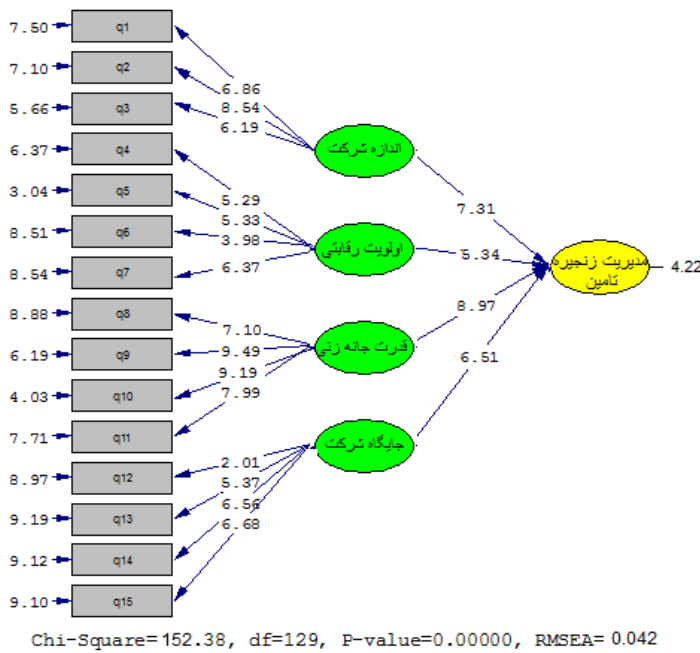 7.50 q1
7.10 q2
5.66 q3
6.37 q4
3.04 q5
8.51 q6
8.54 q7
8.88 q8
6.19 q9
4.03 q10
7.71 q11
8.97 q12
9.19 q13
9.12 q14
9.10 q15
6.86
8.54
6.19
5.29
5.33
3.98
6.37
7.10
9.49
9.19
7.99
2.01
5.37
6.56
6.68
اندازه شرکت
اولویت رقابتی
قدرت چانه زنی
جایگاه شرکت
7.31
5.34
8.97
6.51
مدیریت زنجیره
تامین
4.22
Chi-Square=152.38, df=129, P-value=0.00000, RMSEA= 0.042